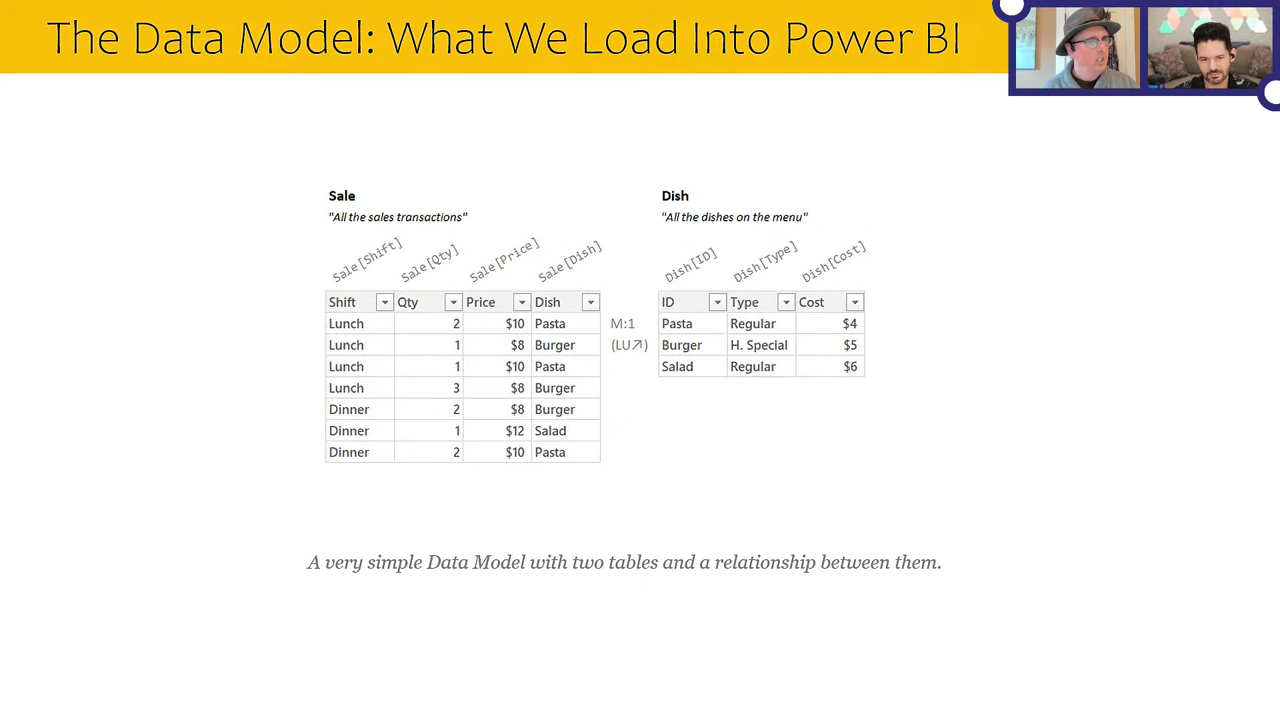 The Data Model: What We Load Into Power BI
Sale
"All the sales transactions"
Sale[Shift] Sale[Qty] Sale[Price] Sale[Dish]
Shift Qty Price Dish
Lunch 2 $10 Pasta
Lunch 1 $8 Burger
Lunch 1 $10 Pasta
Lunch 3 $8 Burger
Dinner 2 $8 Burger
Dinner 1 $12 Salad
Dinner 2 $10 Pasta
M:1
(LU↗)
Dish
"All the dishes on the menu"
Dish[ID] Dish[Type] Dish[Cost]
ID Type Cost
Pasta Regular $4
Burger H. Special $5
Salad Regular $6
A very simple Data Model with two tables and a relationship between them.